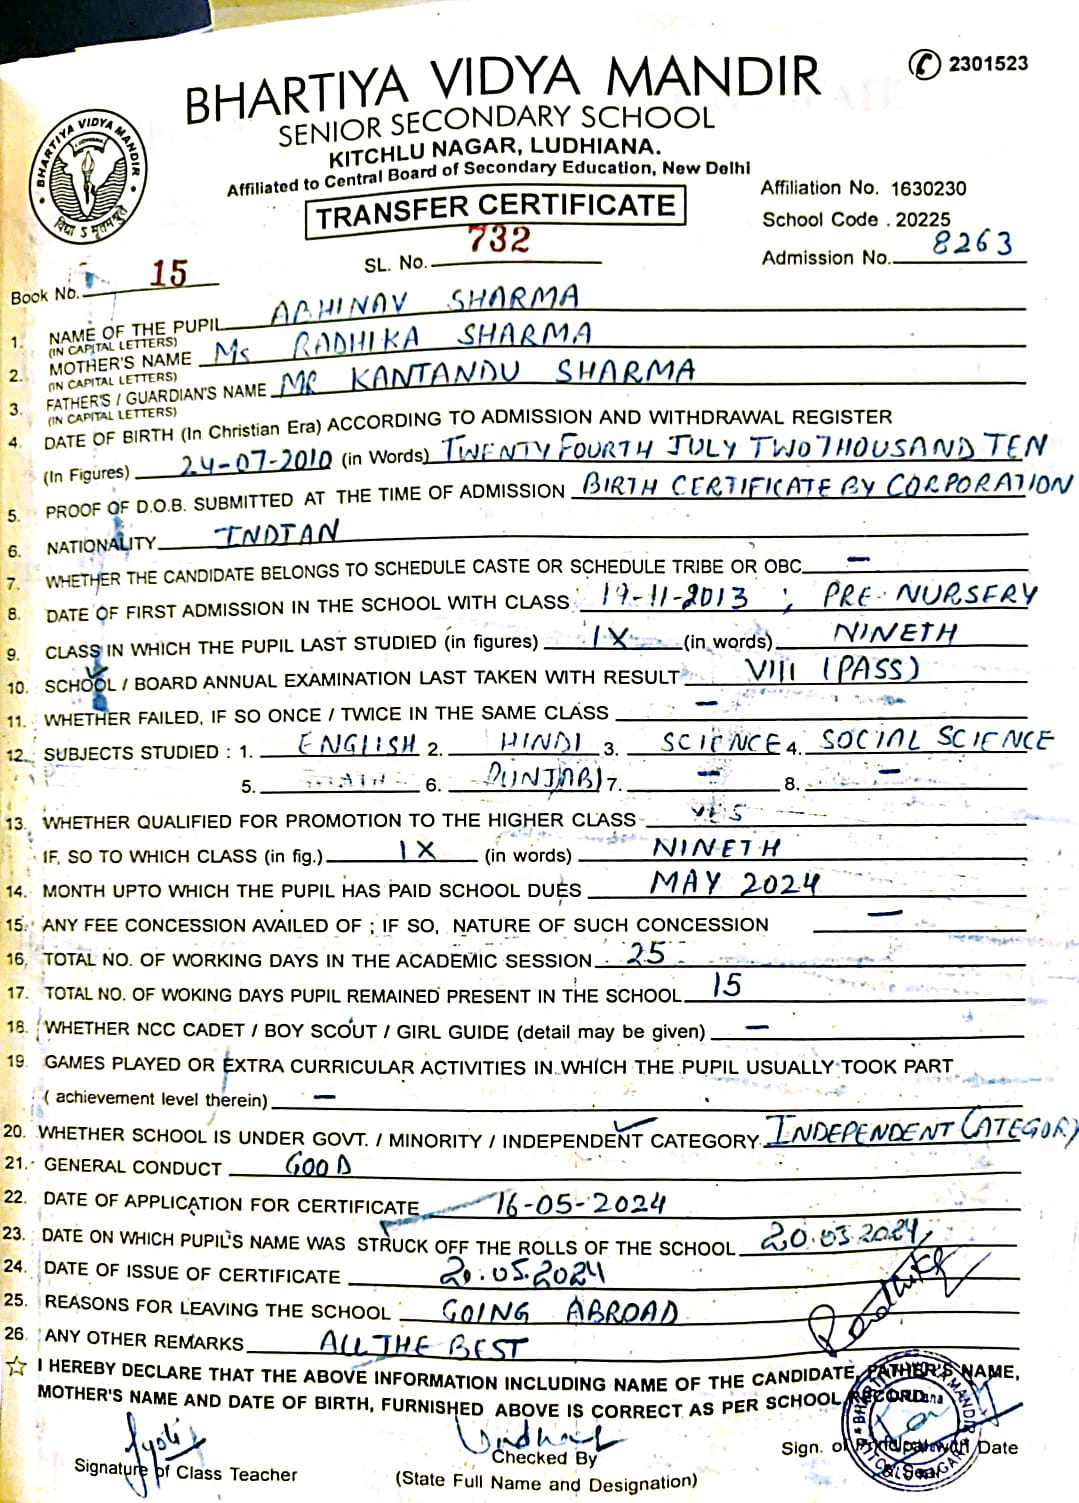 BHARTIYA VIDYA MANDIR
2301523
SENIOR SECONDARY SCHOOL
KITCHLU NAGAR, LUDHIANA.
Affiliated to Central Board of Secondary Education, New Delhi
BHARTIYA VIDYA MANDIR
Affiliation No. 1630230
TRANSFER CERTIFICATE
School Code . 20225
Book No. 15
SL. No. 732
Admission No. 8263
1. NAME OF THE PUPIL ABHINAV SHARMA
(IN CAPITAL LETTERS)
2. MOTHER'S NAME Ms RADHIKA SHARMA
(IN CAPITAL LETTERS)
3. FATHER'S / GUARDIAN'S NAME MR KANTANDU SHARMA
(IN CAPITAL LETTERS)
4. DATE OF BIRTH (In Christian Era) ACCORDING TO ADMISSION AND WITHDRAWAL REGISTER
(In Figures) 24-07-2010 (in Words) TWENTY FOURTH JULY TWO THOUSAND TEN
5. PROOF OF D.O.B. SUBMITTED AT THE TIME OF ADMISSION BIRTH CERTIFICATE BY CORPORATION
6. NATIONALITY INDIAN
7. WHETHER THE CANDIDATE BELONGS TO SCHEDULE CASTE OR SCHEDULE TRIBE OR OBC —
8. DATE OF FIRST ADMISSION IN THE SCHOOL WITH CLASS 19-11-2013 ; PRE-NURSERY
9. CLASS IN WHICH THE PUPIL LAST STUDIED (in figures) IX (in words) NINETH
10. SCHOOL / BOARD ANNUAL EXAMINATION LAST TAKEN WITH RESULT VIII (PASS)
11. WHETHER FAILED, IF SO ONCE / TWICE IN THE SAME CLASS —
12. SUBJECTS STUDIED : 1. ENGLISH 2. HINDI 3. SCIENCE 4. SOCIAL SCIENCE
5. MATH 6. PUNJABI 7. — 8. —
13. WHETHER QUALIFIED FOR PROMOTION TO THE HIGHER CLASS YES
IF, SO TO WHICH CLASS (in fig.) IX (in words) NINETH
14. MONTH UPTO WHICH THE PUPIL HAS PAID SCHOOL DUES MAY 2024
15. ANY FEE CONCESSION AVAILED OF ; IF SO, NATURE OF SUCH CONCESSION —
16. TOTAL NO. OF WORKING DAYS IN THE ACADEMIC SESSION 25
17. TOTAL NO. OF WOKING DAYS PUPIL REMAINED PRESENT IN THE SCHOOL 15
18. WHETHER NCC CADET / BOY SCOUT / GIRL GUIDE (detail may be given) —
19. GAMES PLAYED OR EXTRA CURRICULAR ACTIVITIES IN WHICH THE PUPIL USUALLY TOOK PART
( achievement level therein) —
20. WHETHER SCHOOL IS UNDER GOVT. / MINORITY / INDEPENDENT CATEGORY INDEPENDENT CATEGORY
21. GENERAL CONDUCT GOOD
22. DATE OF APPLICATION FOR CERTIFICATE 16-05-2024
23. DATE ON WHICH PUPIL'S NAME WAS STRUCK OFF THE ROLLS OF THE SCHOOL 20.05.2024
24. DATE OF ISSUE OF CERTIFICATE 20.05.2024
25. REASONS FOR LEAVING THE SCHOOL GOING ABROAD
Radhika
26. ANY OTHER REMARKS ALL THE BEST
☆ I HEREBY DECLARE THAT THE ABOVE INFORMATION INCLUDING NAME OF THE CANDIDATE, FATHER'S NAME,
MOTHER'S NAME AND DATE OF BIRTH, FURNISHED ABOVE IS CORRECT AS PER SCHOOL RECORD.
Jyoti
Signature of Class Teacher
Checked By
(State Full Name and Designation)
Sign. of Principal with Date
& Seal